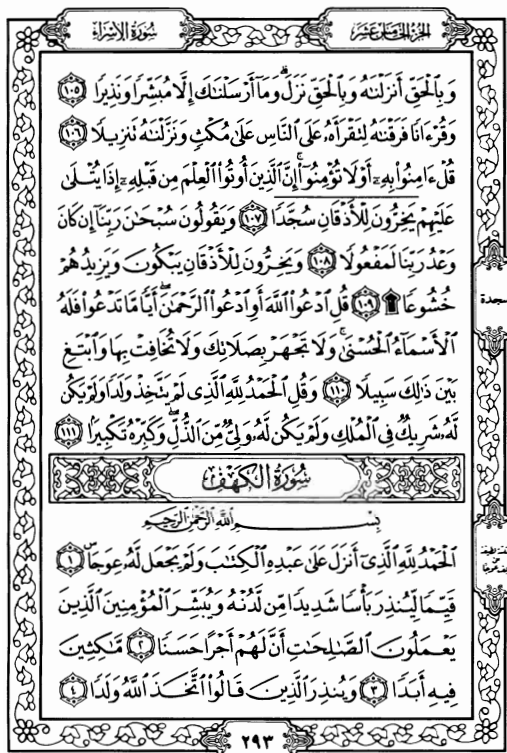 الجزء الخامس عشر
سورة الإسراء
وَبِٱلْحَقِّ أَنزَلْنَٰهُ وَبِٱلْحَقِّ نَزَلَ ۗ وَمَآ أَرْسَلْنَٰكَ إِلَّا مُبَشِّرًا وَنَذِيرًا ١٠٥
وَقُرْءَانًا فَرَقْنَٰهُ لِتَقْرَأَهُۥ عَلَى ٱلنَّاسِ عَلَىٰ مُكْثٍ وَنَزَّلْنَٰهُ تَنزِيلًا ١٠٦
قُلْ ءَامِنُوا۟ بِهِۦٓ أَوْ لَا تُؤْمِنُوٓا۟ ۚ إِنَّ ٱلَّذِينَ أُوتُوا۟ ٱلْعِلْمَ مِن قَبْلِهِۦٓ إِذَا يُتْلَىٰ
عَلَيْهِمْ يَخِرُّونَ لِلْأَذْقَانِ سُجَّدًا ١٠٧ وَيَقُولُونَ سُبْحَٰنَ رَبِّنَآ إِن كَانَ
وَعْدُ رَبِّنَا لَمَفْعُولًا ١٠٨ وَيَخِرُّونَ لِلْأَذْقَانِ يَبْكُونَ وَيَزِيدُهُمْ
خُشُوعًا ۩ ١٠٩ قُلِ ٱدْعُوا۟ ٱللَّهَ أَوِ ٱدْعُوا۟ ٱلرَّحْمَٰنَ ۖ أَيًّا مَّا تَدْعُوا۟ فَلَهُ
ٱلْأَسْمَآءُ ٱلْحُسْنَىٰ ۚ وَلَا تَجْهَرْ بِصَلَاتِكَ وَلَا تُخَافِتْ بِهَا وَٱبْتَغِ
بَيْنَ ذَٰلِكَ سَبِيلًا ١١٠ وَقُلِ ٱلْحَمْدُ لِلَّهِ ٱلَّذِى لَمْ يَتَّخِذْ وَلَدًا وَلَمْ يَكُن
لَّهُۥ شَرِيكٌ فِى ٱلْمُلْكِ وَلَمْ يَكُن لَّهُۥ وَلِىٌّ مِّنَ ٱلذُّلِّ ۖ وَكَبِّرْهُ تَكْبِيرًۢا ١١١
سورة الكهف
بِسْمِ ٱللَّهِ ٱلرَّحْمَٰنِ ٱلرَّحِيمِ
ٱلْحَمْدُ لِلَّهِ ٱلَّذِىٓ أَنزَلَ عَلَىٰ عَبْدِهِ ٱلْكِتَٰبَ وَلَمْ يَجْعَل لَّهُۥ عِوَجَا ۜ ١
قَيِّمًا لِّيُنذِرَ بَأْسًا شَدِيدًا مِّن لَّدُنْهُ وَيُبَشِّرَ ٱلْمُؤْمِنِينَ ٱلَّذِينَ
يَعْمَلُونَ ٱلصَّٰلِحَٰتِ أَنَّ لَهُمْ أَجْرًا حَسَنًا ٢ مَّٰكِثِينَ
فِيهِ أَبَدًا ٣ وَيُنذِرَ ٱلَّذِينَ قَالُوا۟ ٱتَّخَذَ ٱللَّهُ وَلَدًا ٤
سجدة
٢٩٣